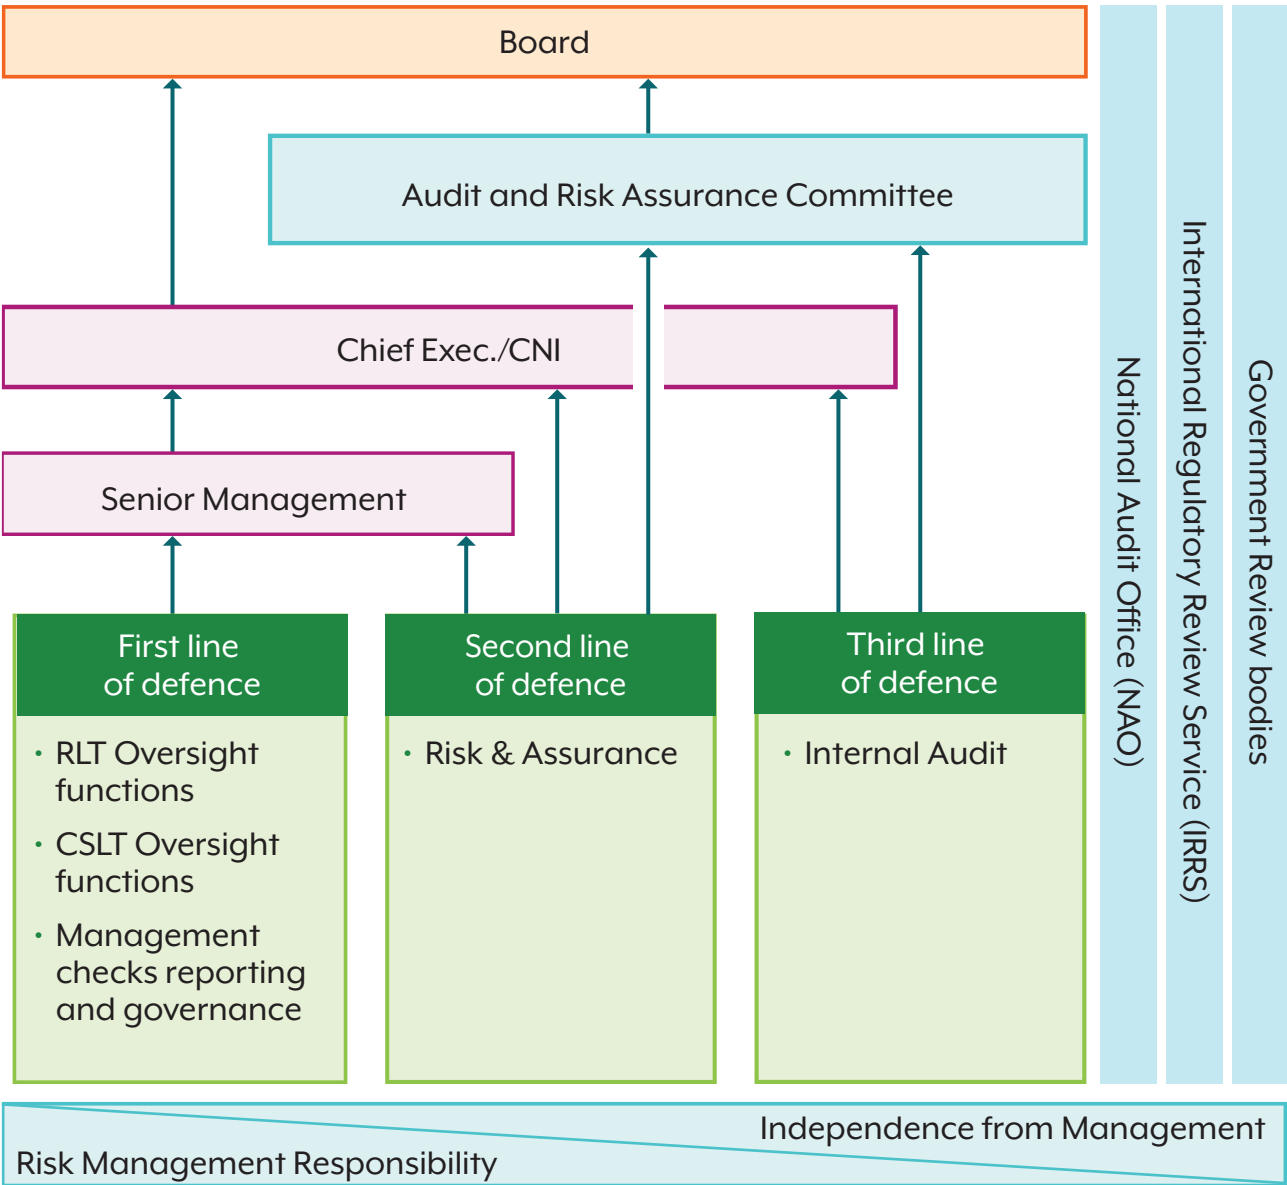 Board
Audit and Risk Assurance Committee
Chief Exec./CNI
Senior Management
First line
of defence
• RLT Oversight
functions
• CSLT Oversight
functions
• Management
checks reporting
and governance
Second line
of defence
• Risk & Assurance
Third line
of defence
• Internal Audit
National Audit Office (NAO)
International Regulatory Review Service (IRRS)
Government Review bodies
Independence from Management
Risk Management Responsibility